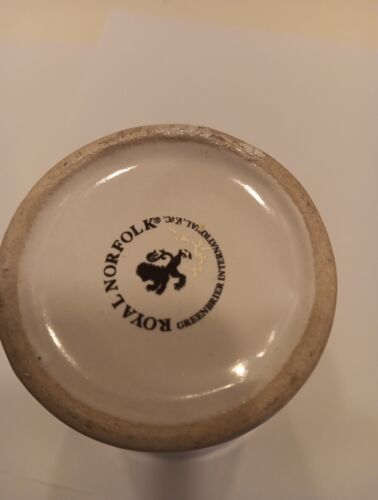 ROYAL NORFOLK®
GREENBRIER INTERNATIONAL, INC.